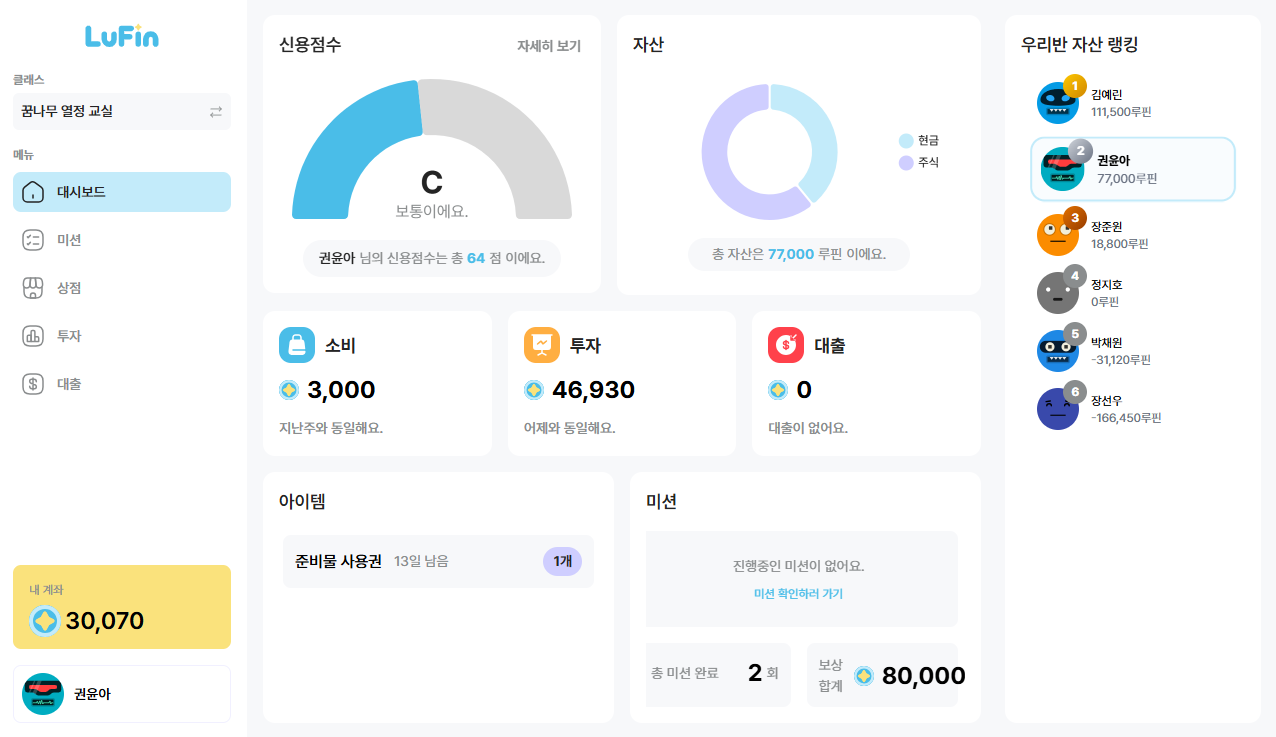 LuFin
클래스
꿈나무 열정 교실
메뉴
대시보드
미션
상점
투자
대출
내 계좌
30,070
권윤아
신용점수
자세히 보기
C
보통이에요.
권윤아 님의 신용점수는 총 64 점 이에요.
자산
현금
주식
총 자산은 77,000 루핀 이에요.
소비
3,000
지난주와 동일해요.
투자
46,930
어제와 동일해요.
대출
0
대출이 없어요.
아이템
준비물 사용권 13일 남음 1개
미션
진행중인 미션이 없어요.
미션 확인하러 가기
총 미션 완료 2 회
보상
합계
80,000
우리반 자산 랭킹
1
김예린
111,500루핀
2
권윤아
77,000루핀
3
장준원
18,800루핀
4
정지호
0루핀
5
박채원
-31,120루핀
6
장선우
-166,450루핀